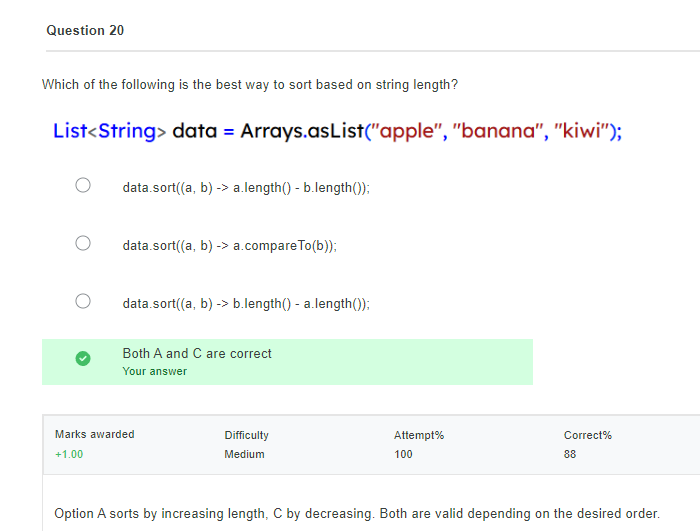 Question 20
Which of the following is the best way to sort based on string length?
List<String> data = Arrays.asList("apple", "banana", "kiwi");
data.sort((a, b) -> a.length() - b.length());
data.sort((a, b) -> a.compareTo(b));
data.sort((a, b) -> b.length() - a.length());
Both A and C are correct
Your answer
Marks awarded Difficulty Attempt% Correct%
+1.00 Medium 100 88
Option A sorts by increasing length, C by decreasing. Both are valid depending on the desired order.